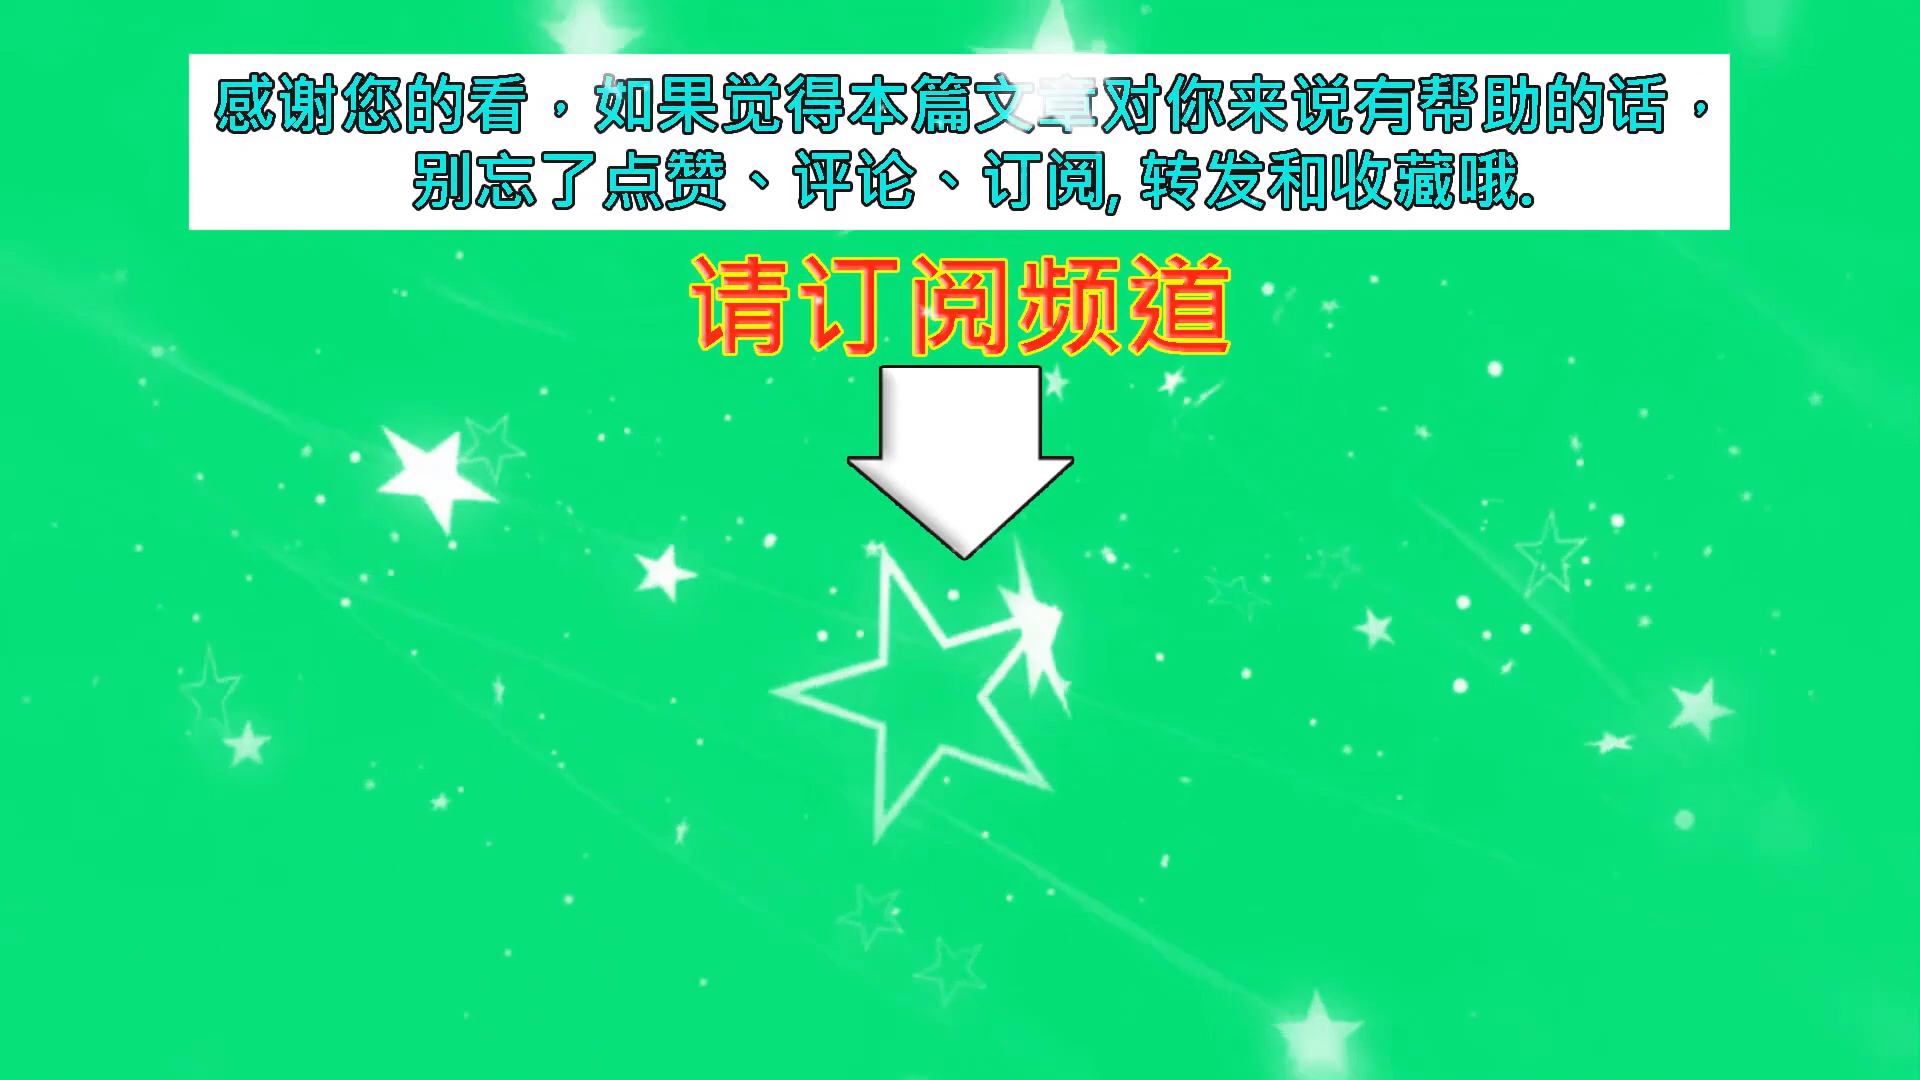 感谢您的看，如果觉得本篇文章对你来说有帮助的话，
别忘了点赞、评论、订阅, 转发和收藏哦.
请订阅频道